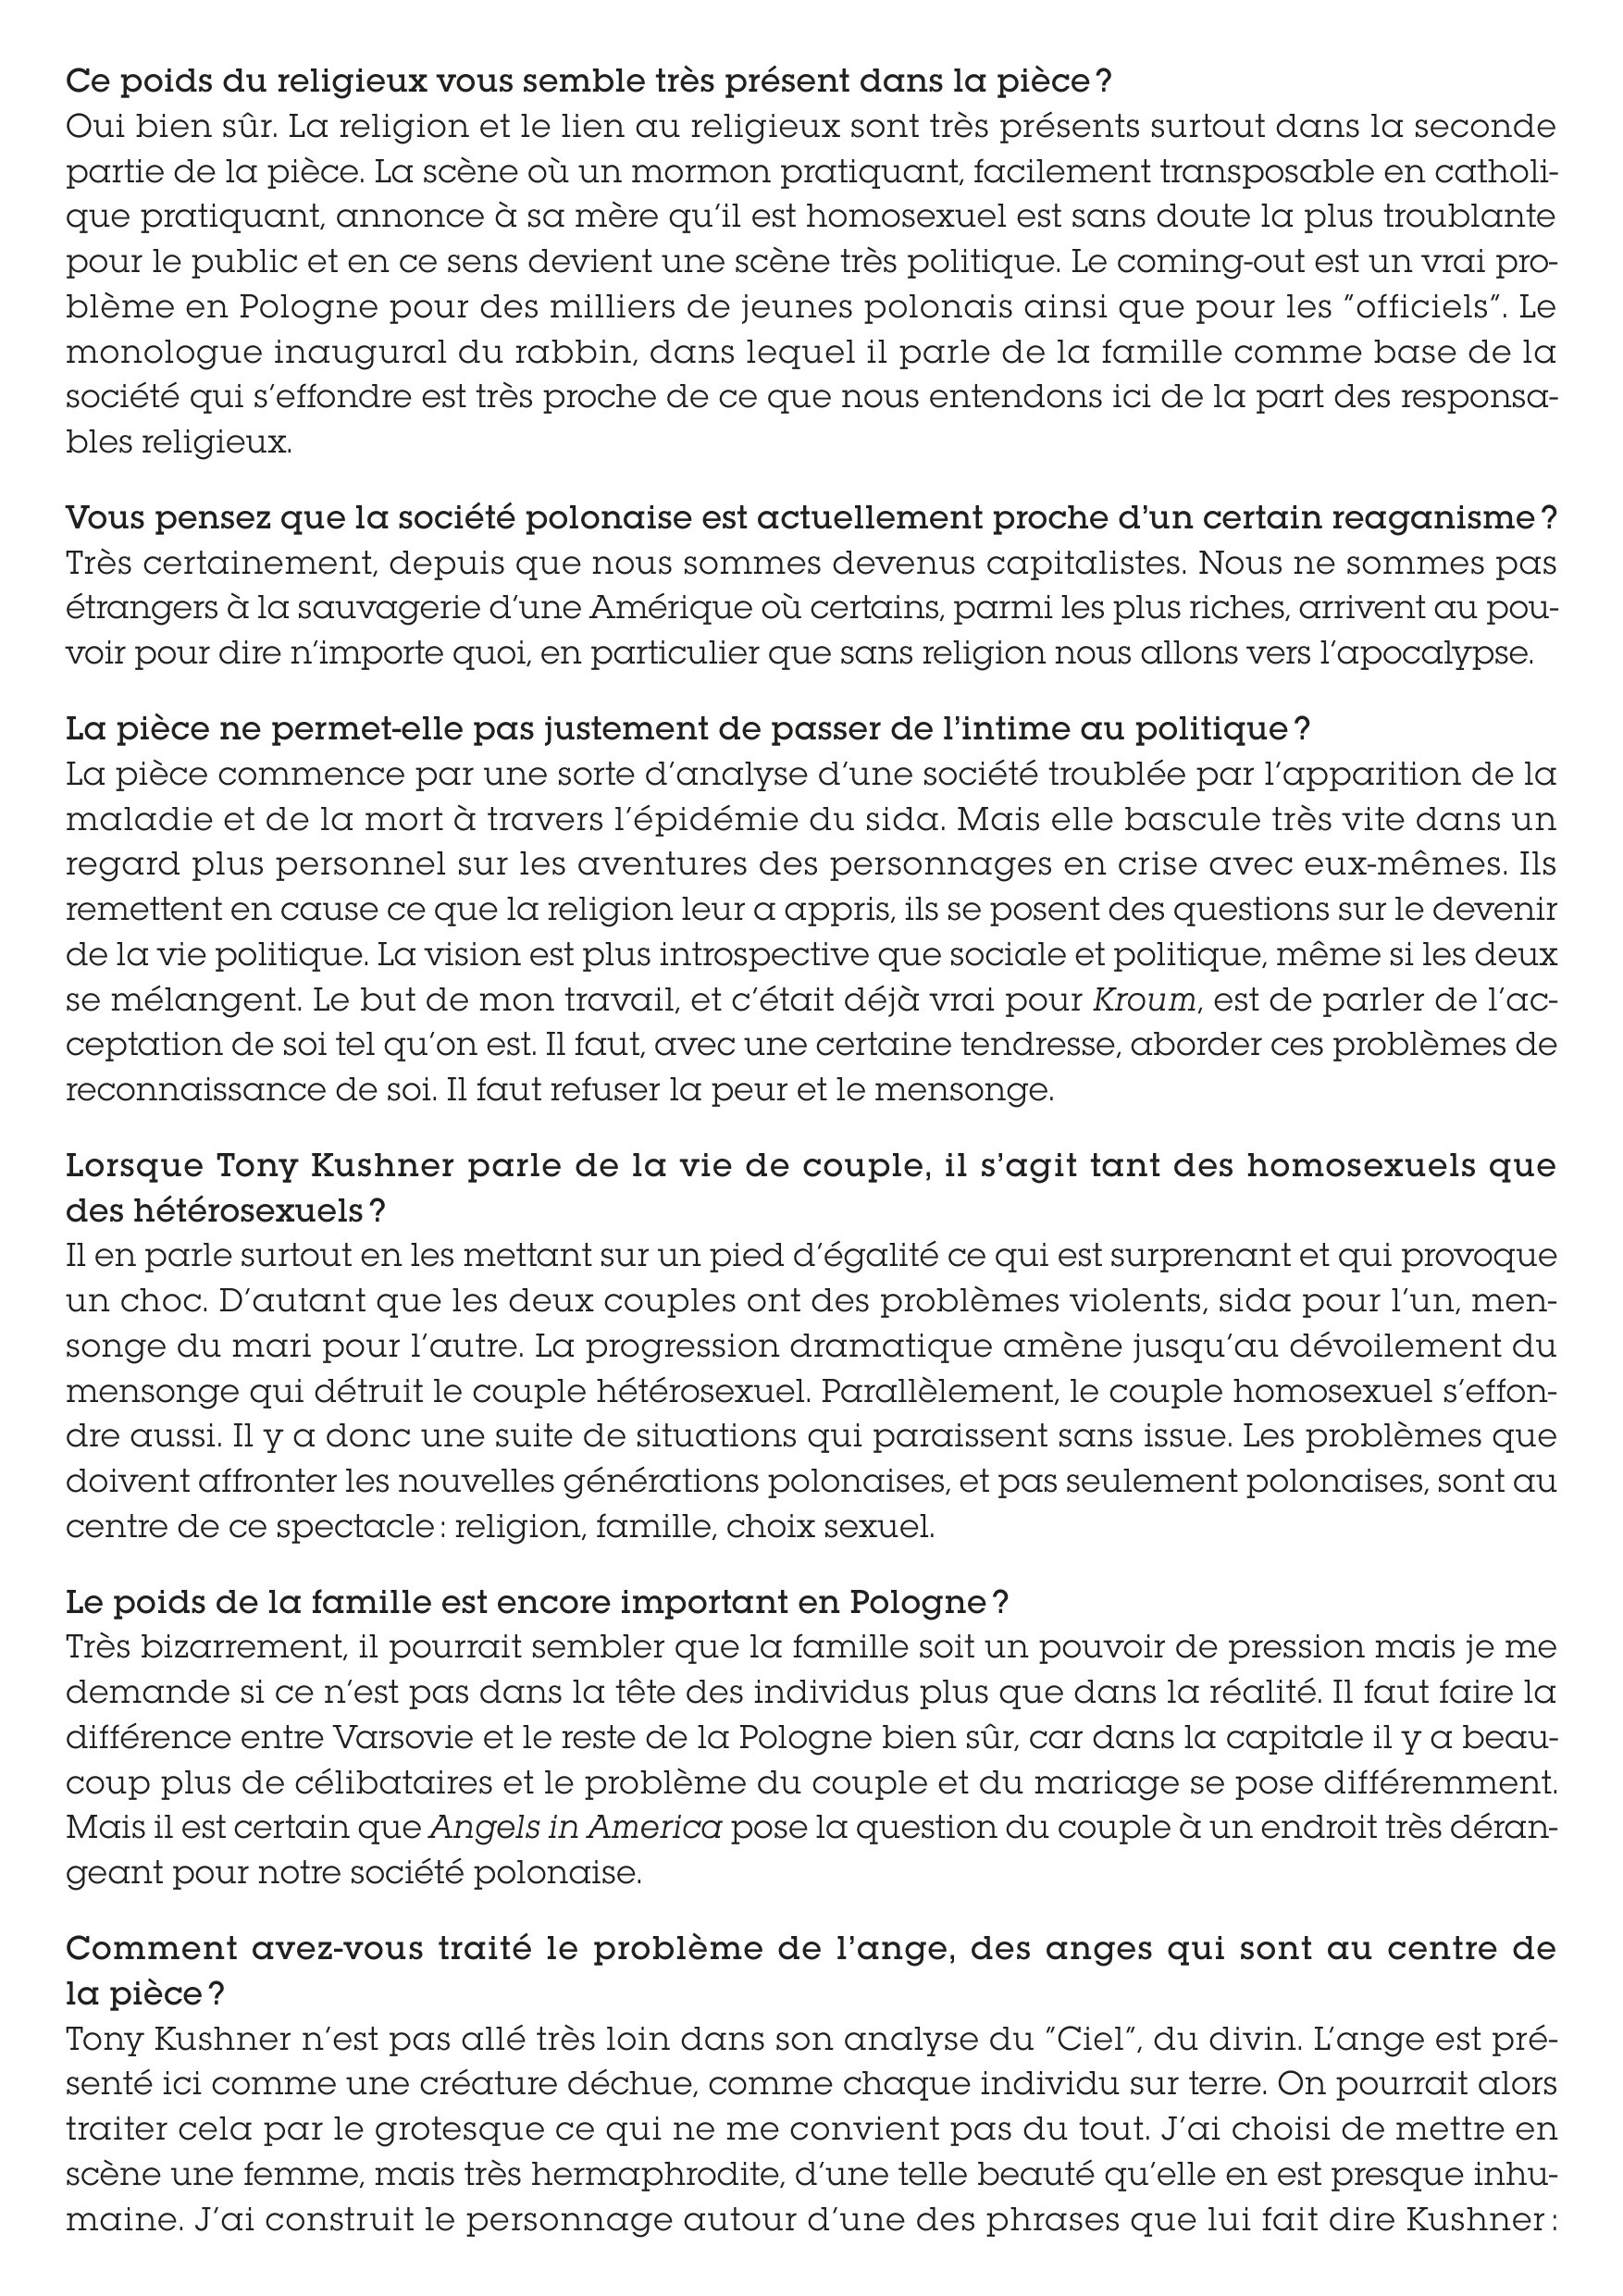 Ce poids du religieux vous semble très présent dans la pièce ?
Oui bien sûr. La religion et le lien au religieux sont très présents surtout dans la seconde
partie de la pièce. La scène où un mormon pratiquant, facilement transposable en catholi-
que pratiquant, annonce à sa mère qu’il est homosexuel est sans doute la plus troublante
pour le public et en ce sens devient une scène très politique. Le coming-out est un vrai pro-
blème en Pologne pour des milliers de jeunes polonais ainsi que pour les ˝officiels˝. Le
monologue inaugural du rabbin, dans lequel il parle de la famille comme base de la
société qui s’effondre est très proche de ce que nous entendons ici de la part des responsa-
bles religieux.
Vous pensez que la société polonaise est actuellement proche d’un certain reaganisme ?
Très certainement, depuis que nous sommes devenus capitalistes. Nous ne sommes pas
étrangers à la sauvagerie d’une Amérique où certains, parmi les plus riches, arrivent au pou-
voir pour dire n’importe quoi, en particulier que sans religion nous allons vers l’apocalypse.
La pièce ne permet-elle pas justement de passer de l’intime au politique ?
La pièce commence par une sorte d’analyse d’une société troublée par l’apparition de la
maladie et de la mort à travers l’épidémie du sida. Mais elle bascule très vite dans un
regard plus personnel sur les aventures des personnages en crise avec eux-mêmes. Ils
remettent en cause ce que la religion leur a appris, ils se posent des questions sur le devenir
de la vie politique. La vision est plus introspective que sociale et politique, même si les deux
se mélangent. Le but de mon travail, et c’était déjà vrai pour Kroum, est de parler de l’ac-
ceptation de soi tel qu’on est. Il faut, avec une certaine tendresse, aborder ces problèmes de
reconnaissance de soi. Il faut refuser la peur et le mensonge.
Lorsque Tony Kushner parle de la vie de couple, il s’agit tant des homosexuels que
des hétérosexuels ?
Il en parle surtout en les mettant sur un pied d’égalité ce qui est surprenant et qui provoque
un choc. D’autant que les deux couples ont des problèmes violents, sida pour l’un, men-
songe du mari pour l’autre. La progression dramatique amène jusqu’au dévoilement du
mensonge qui détruit le couple hétérosexuel. Parallèlement, le couple homosexuel s’effon-
dre aussi. Il y a donc une suite de situations qui paraissent sans issue. Les problèmes que
doivent affronter les nouvelles générations polonaises, et pas seulement polonaises, sont au
centre de ce spectacle : religion, famille, choix sexuel.
Le poids de la famille est encore important en Pologne ?
Très bizarrement, il pourrait sembler que la famille soit un pouvoir de pression mais je me
demande si ce n’est pas dans la tête des individus plus que dans la réalité. Il faut faire la
différence entre Varsovie et le reste de la Pologne bien sûr, car dans la capitale il y a beau-
coup plus de célibataires et le problème du couple et du mariage se pose différemment.
Mais il est certain que Angels in America pose la question du couple à un endroit très déran-
geant pour notre société polonaise.
Comment avez-vous traité le problème de l’ange, des anges qui sont au centre de
la pièce ?
Tony Kushner n’est pas allé très loin dans son analyse du ˝Ciel˝, du divin. L’ange est pré-
senté ici comme une créature déchue, comme chaque individu sur terre. On pourrait alors
traiter cela par le grotesque ce qui ne me convient pas du tout. J’ai choisi de mettre en
scène une femme, mais très hermaphrodite, d’une telle beauté qu’elle en est presque inhu-
maine. J’ai construit le personnage autour d’une des phrases que lui fait dire Kushner :